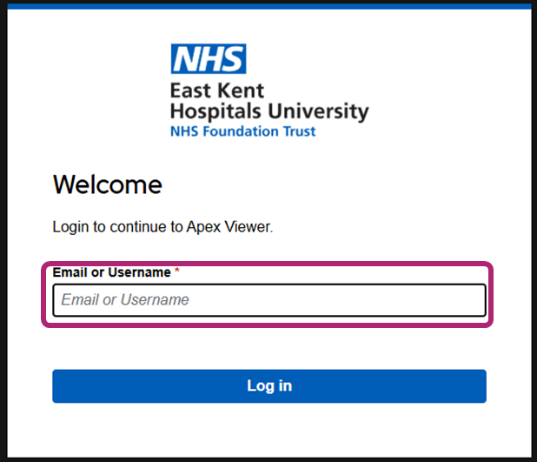 NHS
East Kent
Hospitals University
NHS Foundation Trust
Welcome
Login to continue to Apex Viewer.
Email or Username *
Email or Username
Log in